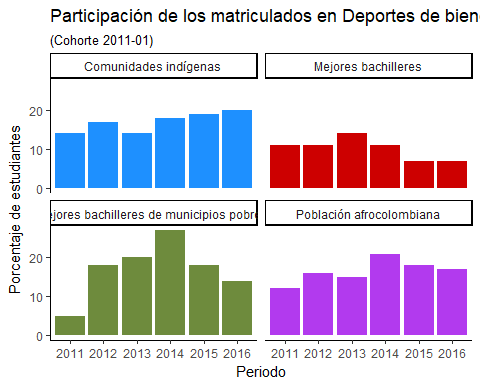 Participación de los matriculados en Deportes de bien
(Cohorte 2011-01)
Comunidades indígenas
Mejores bachilleres
20
10
0
ejores bachilleres de municipios pobre
Población afrocolombiana
20
10
0
2011 2012 2013 2014 2015 2016
2011 2012 2013 2014 2015 2016
Porcentaje de estudiantes
Periodo